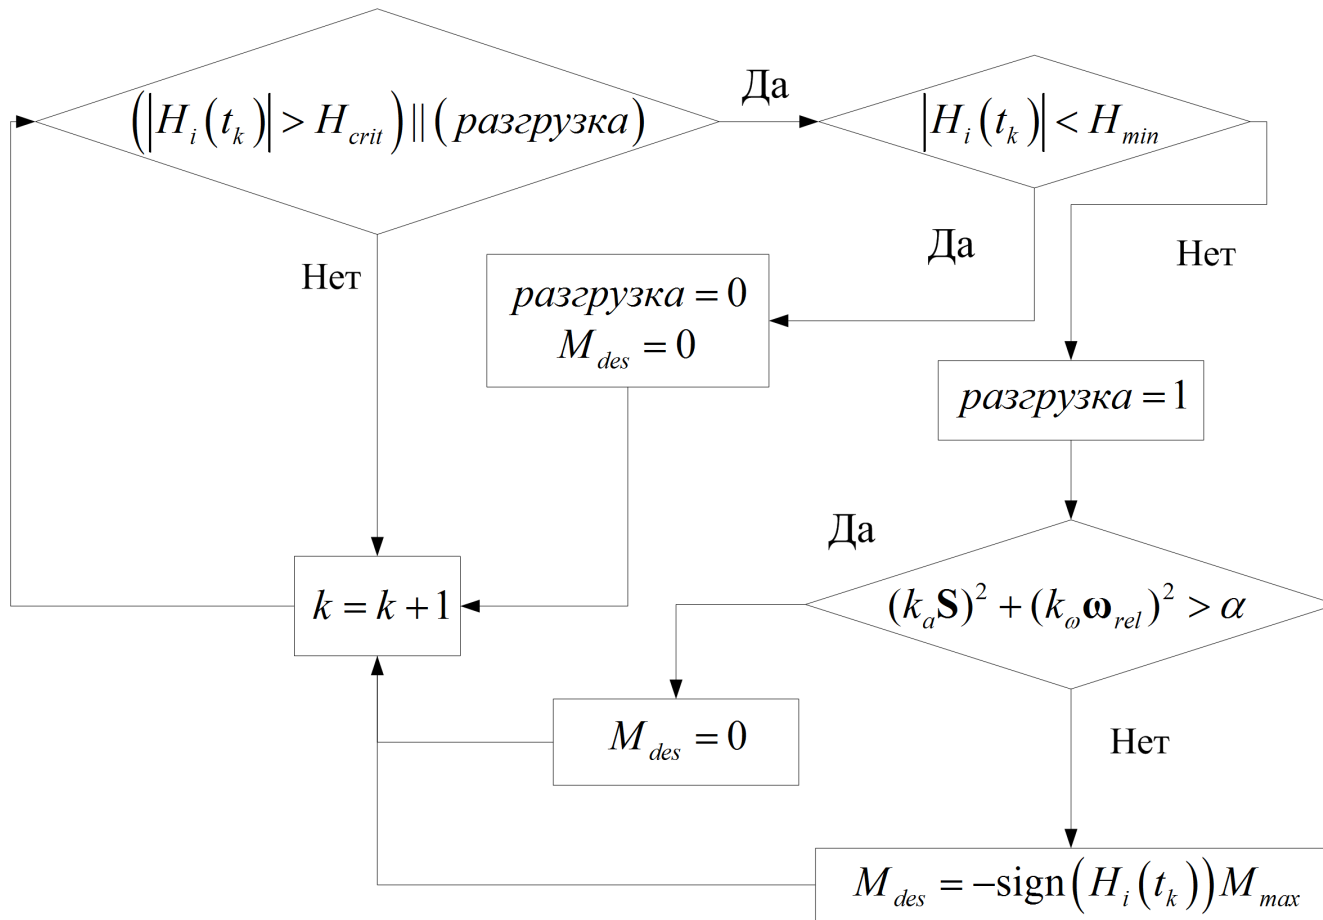 (|H_i(t_k)| > H_crit) || (разгрузка)
Да
|H_i(t_k)| < H_min
Нет
Да
Нет
разгрузка = 0
M_des = 0
разгрузка = 1
Да
(k_a S)² + (k_ω ω_rel)² > α
k = k + 1
M_des = 0
Нет
M_des = −sign(H_i(t_k))M_max